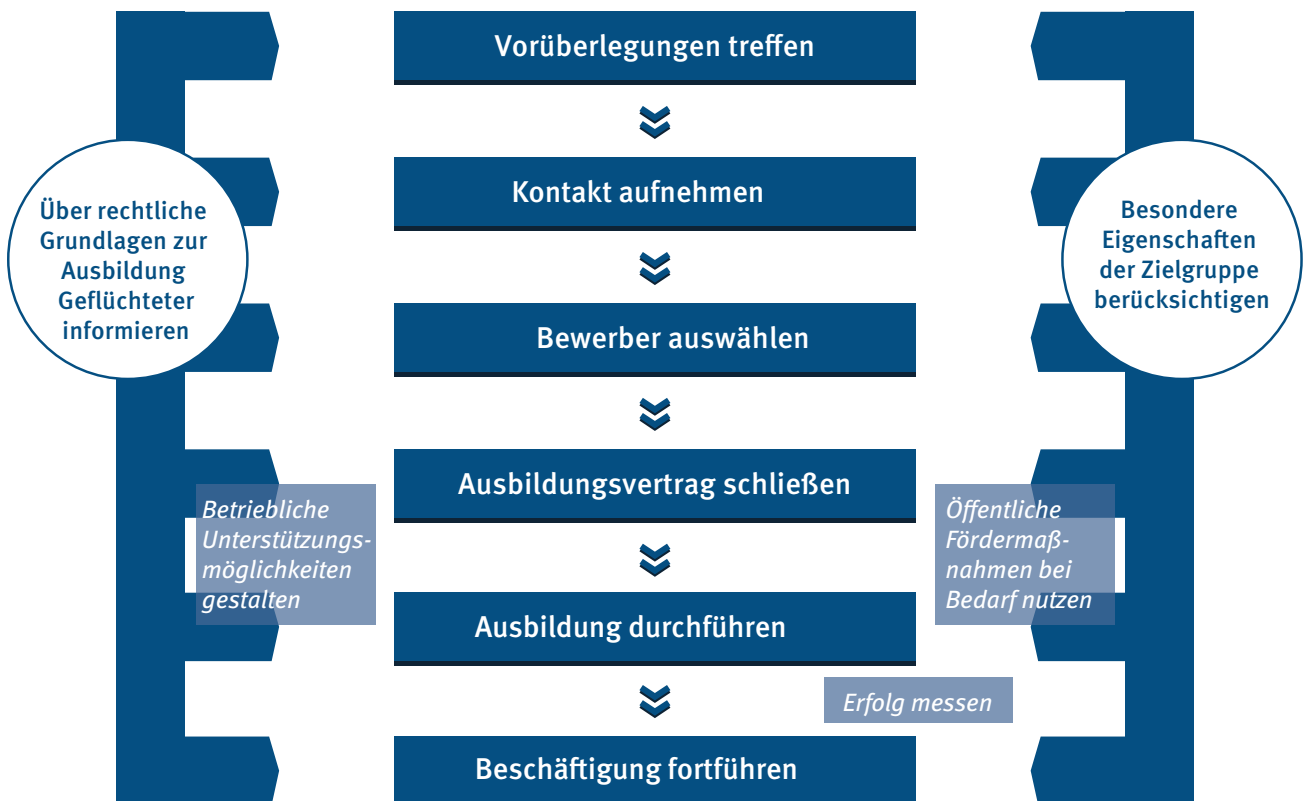 Vorüberlegungen treffen
Kontakt aufnehmen
Über rechtliche
Grundlagen zur
Ausbildung
Geflüchteter
informieren
Besondere
Eigenschaften
der Zielgruppe
berücksichtigen
Bewerber auswählen
Ausbildungsvertrag schließen
Betriebliche
Unterstützungs-
möglichkeiten
gestalten
Öffentliche
Fördermaß-
nahmen bei
Bedarf nutzen
Ausbildung durchführen
Erfolg messen
Beschäftigung fortführen